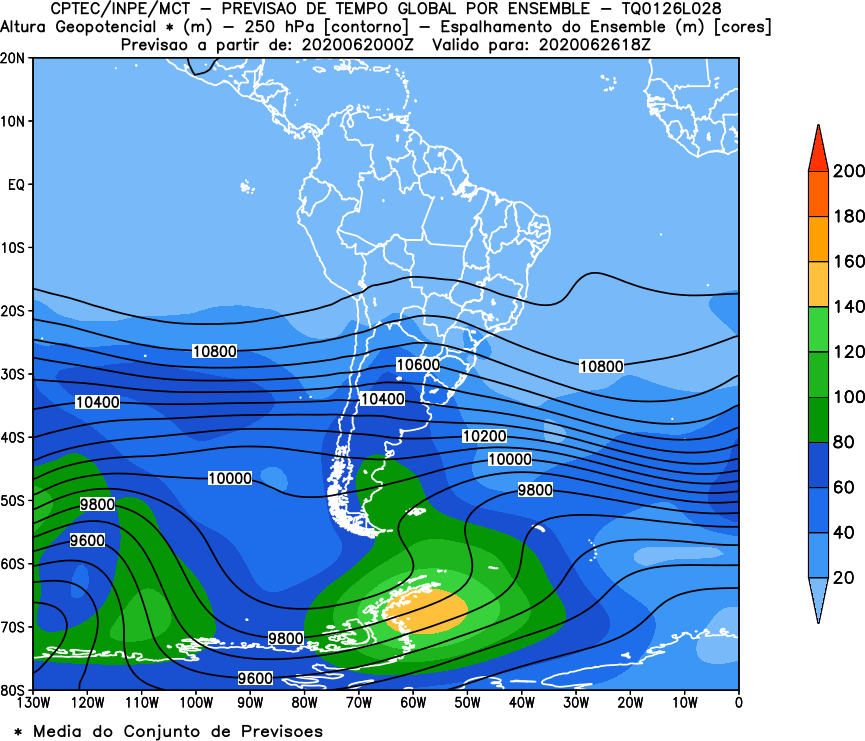 CPTEC/INPE/MCT – PREVISAO DE TEMPO GLOBAL POR ENSEMBLE – TQ0126L028
Altura Geopotencial * (m) – 250 hPa [contorno] – Espalhamento do Ensemble (m) [cores]
Previsao a partir de: 2020062000Z Valido para: 2020062618Z
20N
10N
EQ
10S
20S
30S
40S
50S
60S
70S
80S
10800
10600
10800
10400
10400
10200
10000
10000
9800
9800
9600
9800
9600
130W 120W 110W 100W 90W 80W 70W 60W 50W 40W 30W 20W 10W 0
200
180
160
140
120
100
80
60
40
20
* Media do Conjunto de Previsoes